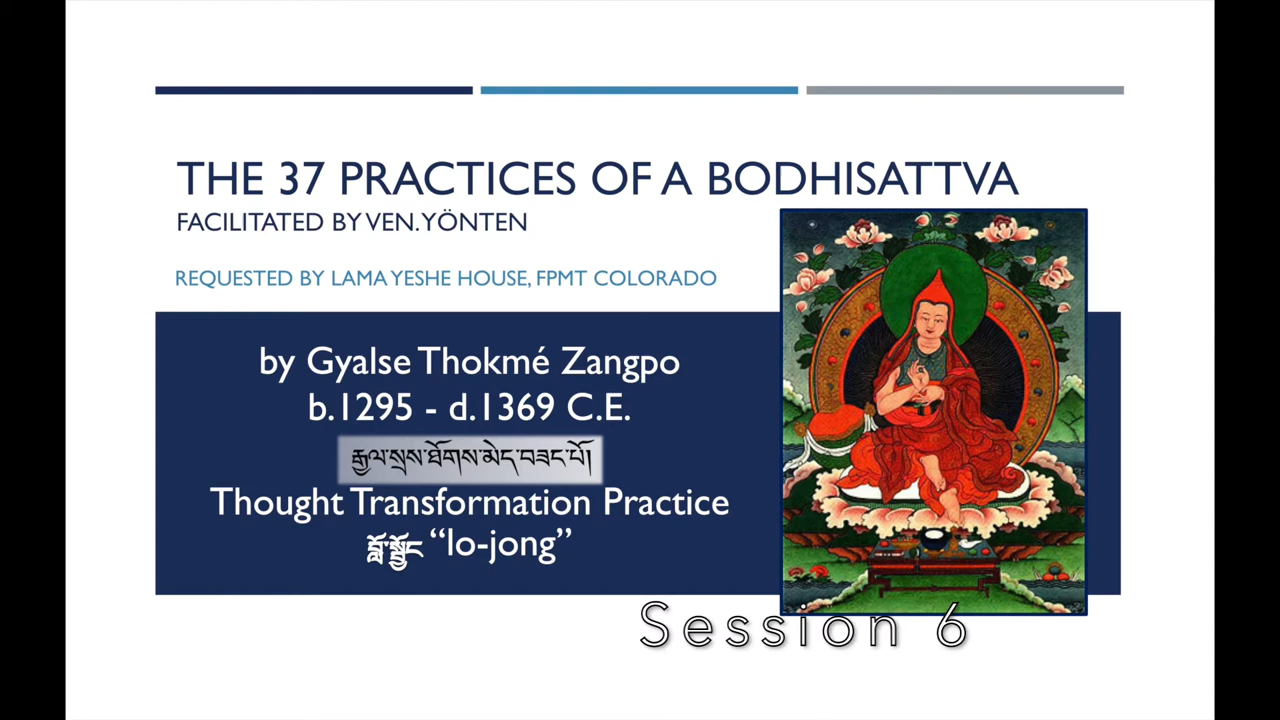 THE 37 PRACTICES OF A BODHISATTVA
FACILITATED BY VEN.YÖNTEN
REQUESTED BY LAMA YESHE HOUSE, FPMT COLORADO
by Gyalse Thokmé Zangpo
b.1295 - d.1369 C.E.
རྒྱལ་སྲས་ཐོགས་མེད་བཟང་པོ།
Thought Transformation Practice
བློ་སྦྱོང “lo-jong”
Session 6